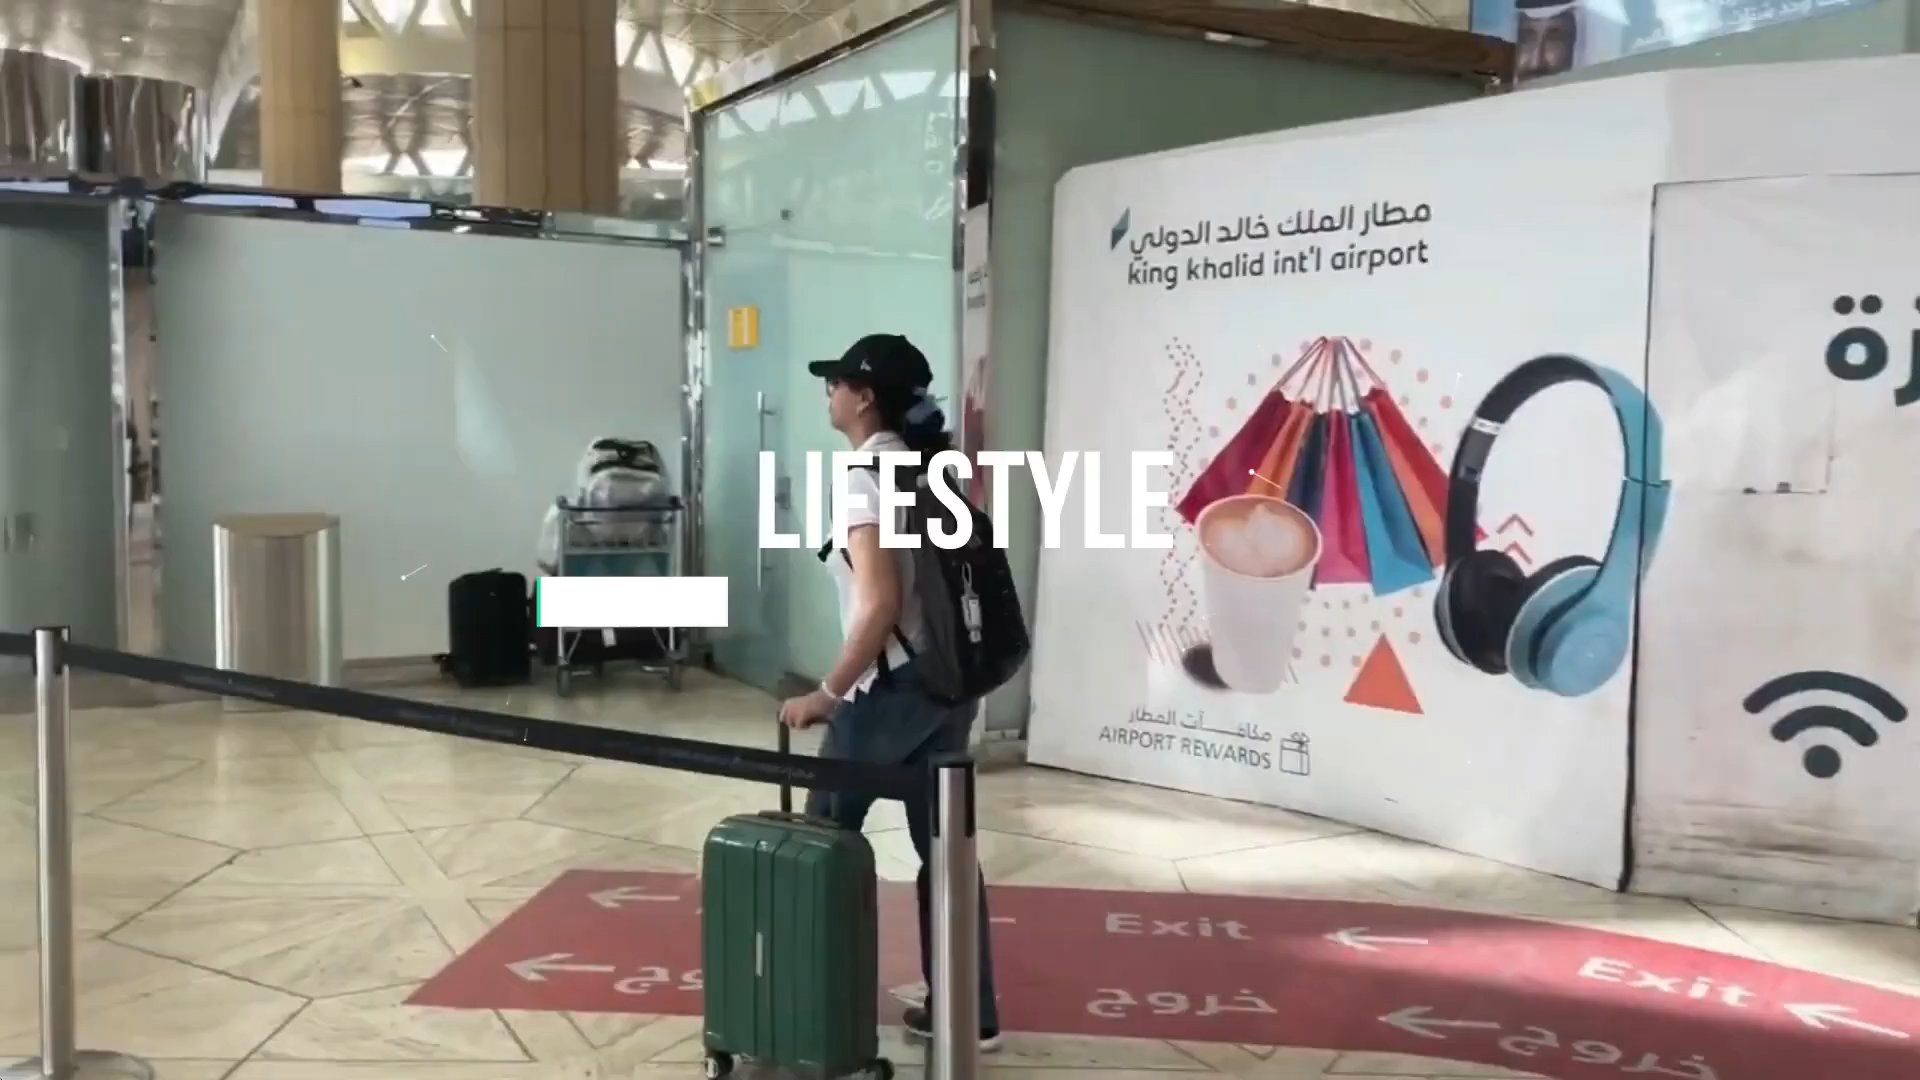 مطار الملك خالد الدولي
king khalid int'l airport
LIFESTYLE
مكافآت المطار
AIRPORT REWARDS
Exit
Exit
خروج
خروج